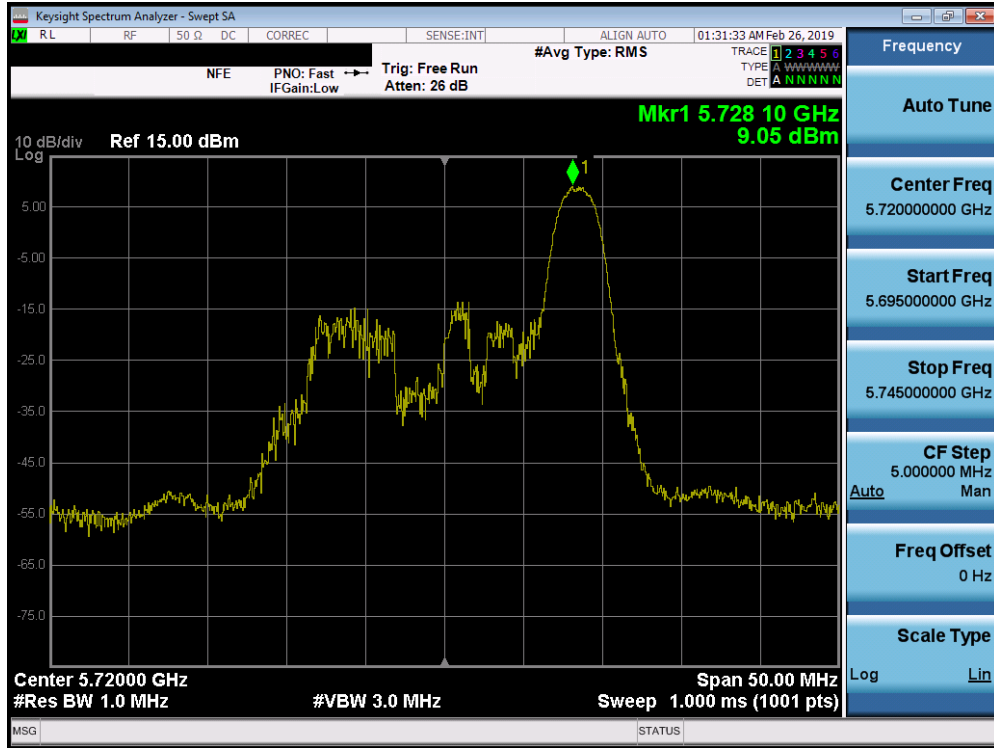 Keysight Spectrum Analyzer - Swept SA
LXI RL RF 50 Ω DC CORREC SENSE:INT ALIGN AUTO 01:31:33 AM Feb 26, 2019
NFE PNO: Fast Trig: Free Run #Avg Type: RMS TRACE 1 2 3 4 5 6
IFGain:Low Atten: 26 dB TYPE A WWWWW
DET A N N N N N
Frequency
Mkr1 5.728 10 GHz
9.05 dBm
10 dB/div Ref 15.00 dBm
Log
1
5.00
-5.00
-15.0
-25.0
-35.0
-45.0
-55.0
-65.0
-75.0
Center 5.72000 GHz Span 50.00 MHz
#Res BW 1.0 MHz #VBW 3.0 MHz Sweep 1.000 ms (1001 pts)
Auto Tune
Center Freq
5.720000000 GHz
Start Freq
5.695000000 GHz
Stop Freq
5.745000000 GHz
CF Step
5.000000 MHz
Auto Man
Freq Offset
0 Hz
Scale Type
Log Lin
MSG STATUS